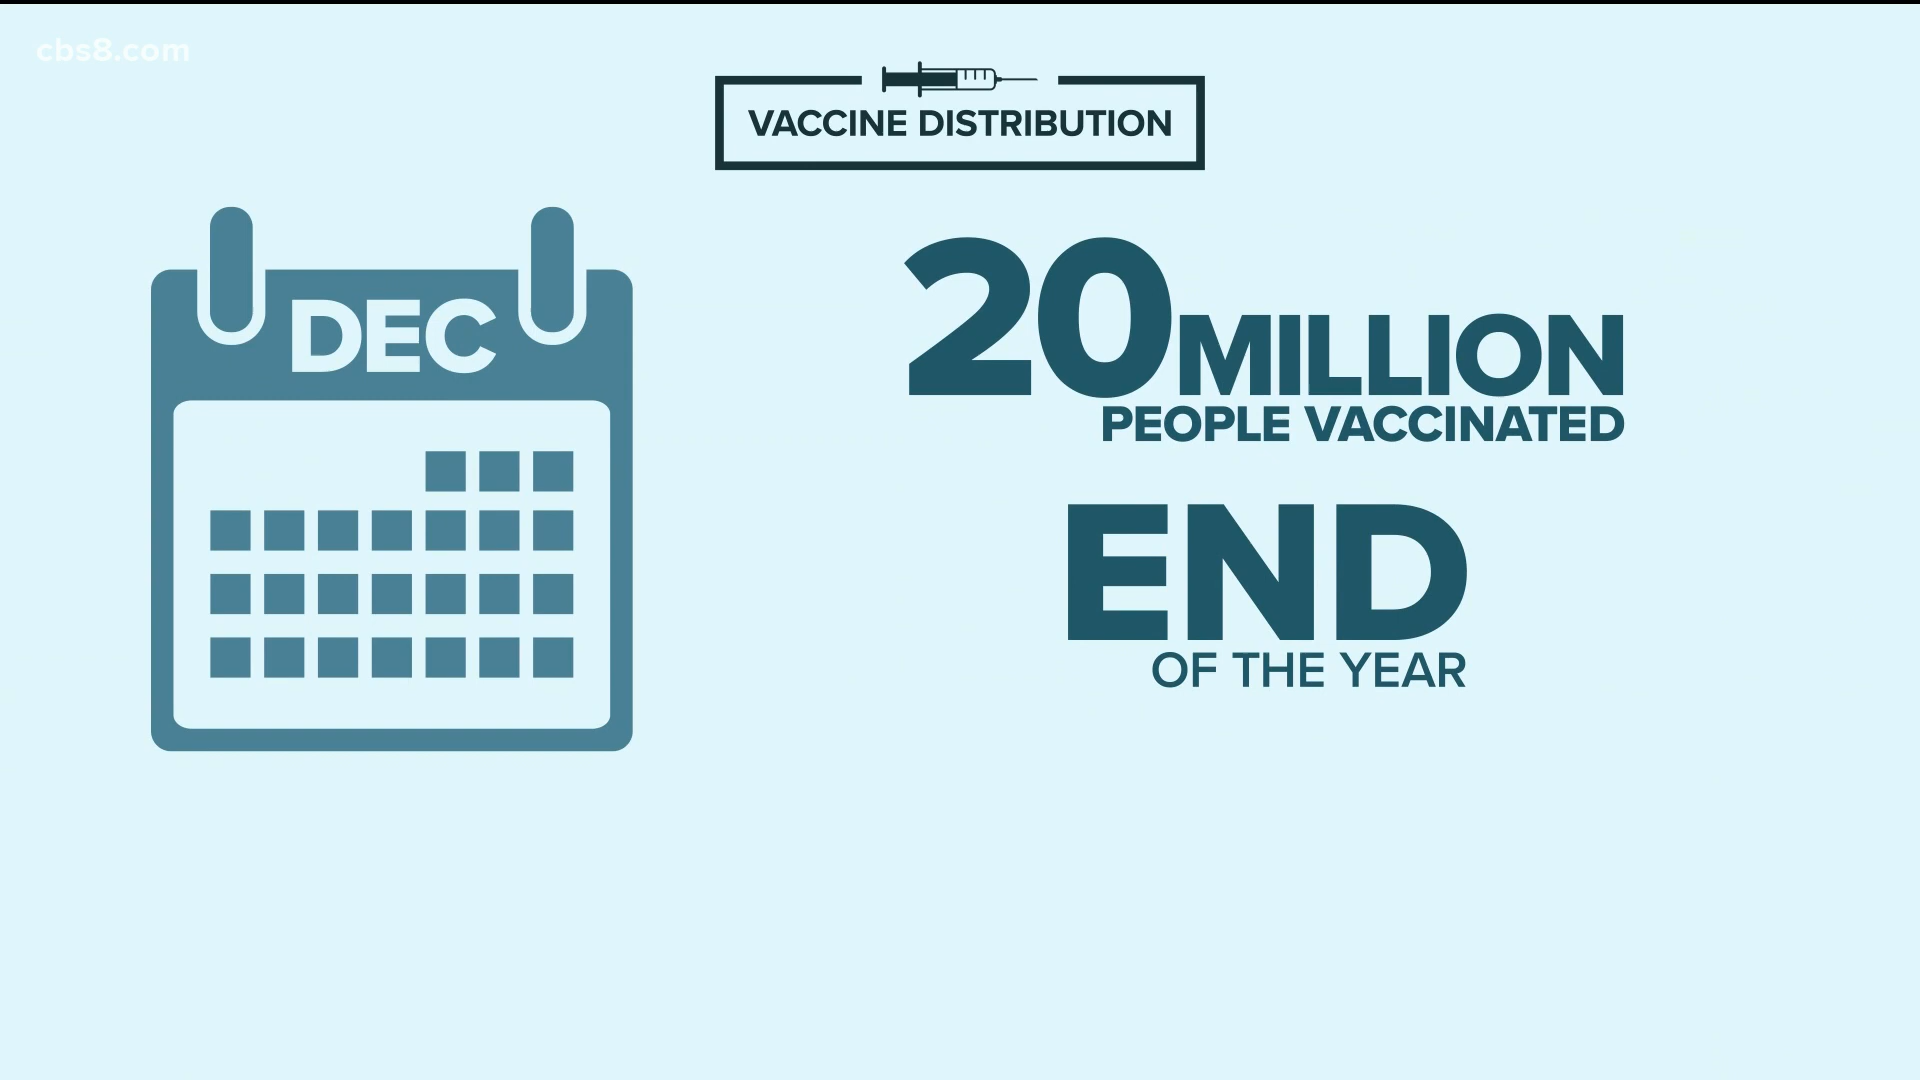 cbs8.com
VACCINE DISTRIBUTION
DEC
20 MILLION
PEOPLE VACCINATED
END
OF THE YEAR